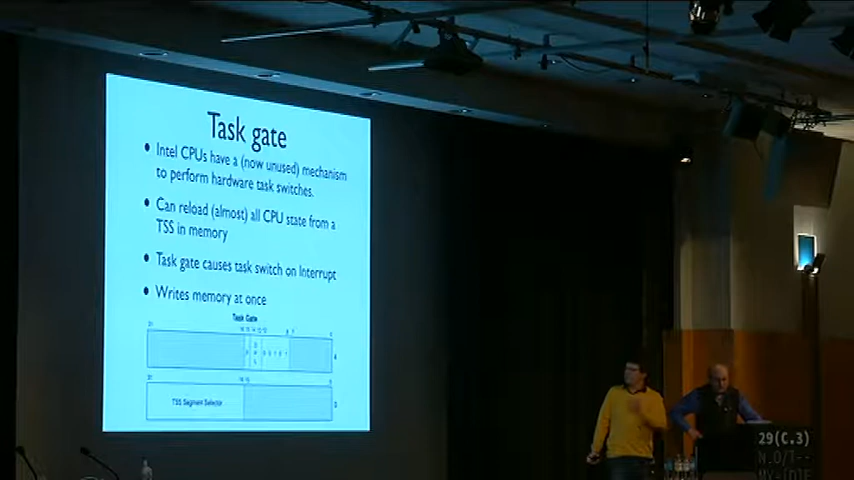 Task gate
• Intel CPUs have a (now unused) mechanism
to perform hardware task switches.
• Can reload (almost) all CPU state from a
TSS in memory
• Task gate causes task switch on Interrupt
• Writes memory at once
Task Gate
31
TSS Segment Selector
29(C.3)